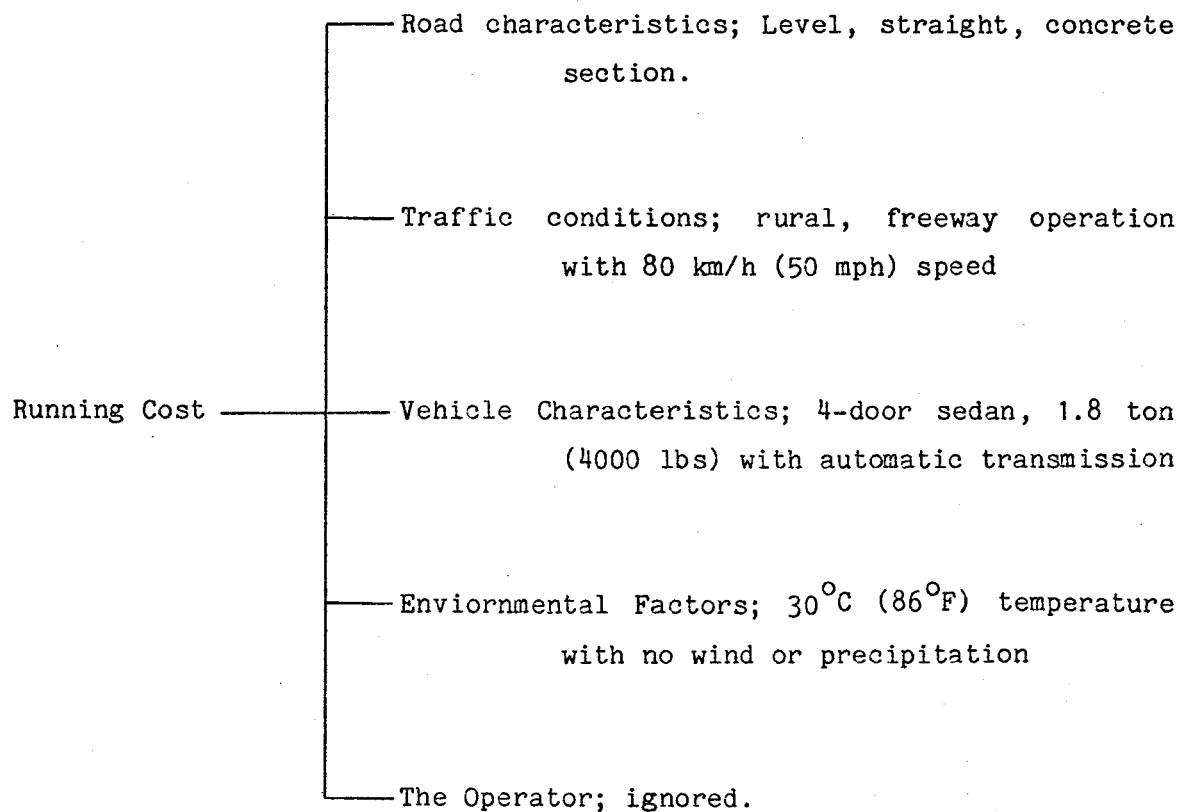 Road characteristics; Level, straight, concrete
section.
Traffic conditions; rural, freeway operation
with 80 km/h (50 mph) speed
Running Cost
Vehicle Characteristics; 4-door sedan, 1.8 ton
(4000 lbs) with automatic transmission
Enviornmental Factors; 30°C (86°F) temperature
with no wind or precipitation
The Operator; ignored.